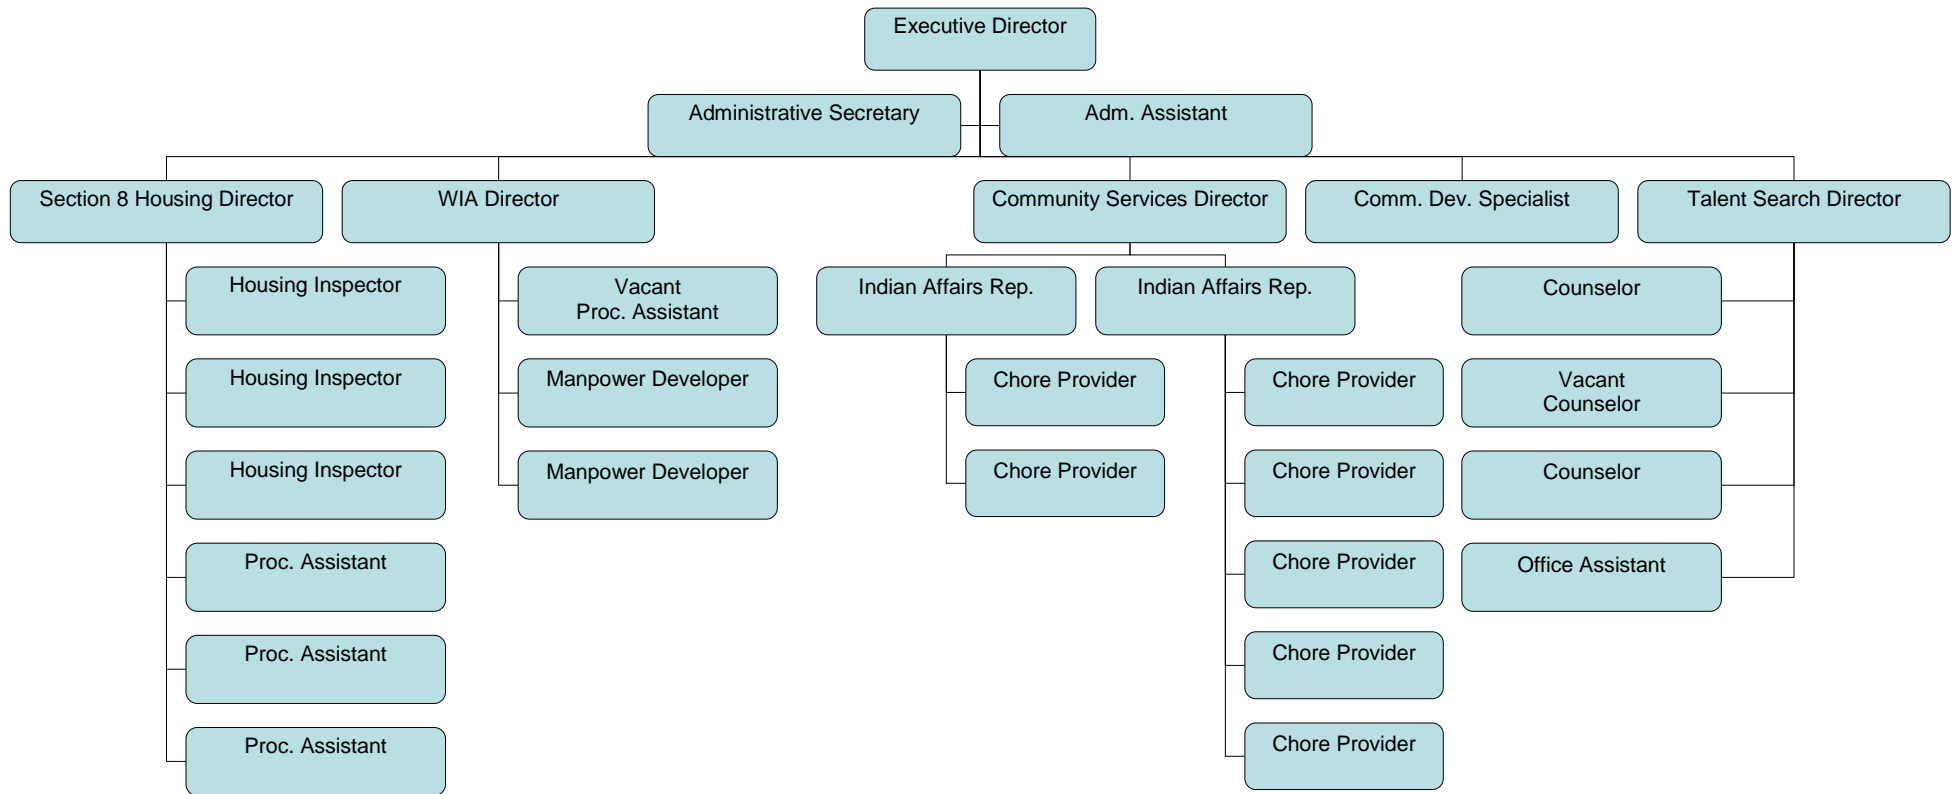 Executive Director
Administrative Secretary
Adm. Assistant
Section 8 Housing Director
WIA Director
Community Services Director
Comm. Dev. Specialist
Talent Search Director
Housing Inspector
Vacant
Proc. Assistant
Indian Affairs Rep.
Indian Affairs Rep.
Counselor
Housing Inspector
Manpower Developer
Chore Provider
Chore Provider
Vacant
Counselor
Housing Inspector
Manpower Developer
Chore Provider
Chore Provider
Counselor
Proc. Assistant
Chore Provider
Office Assistant
Proc. Assistant
Chore Provider
Proc. Assistant
Chore Provider